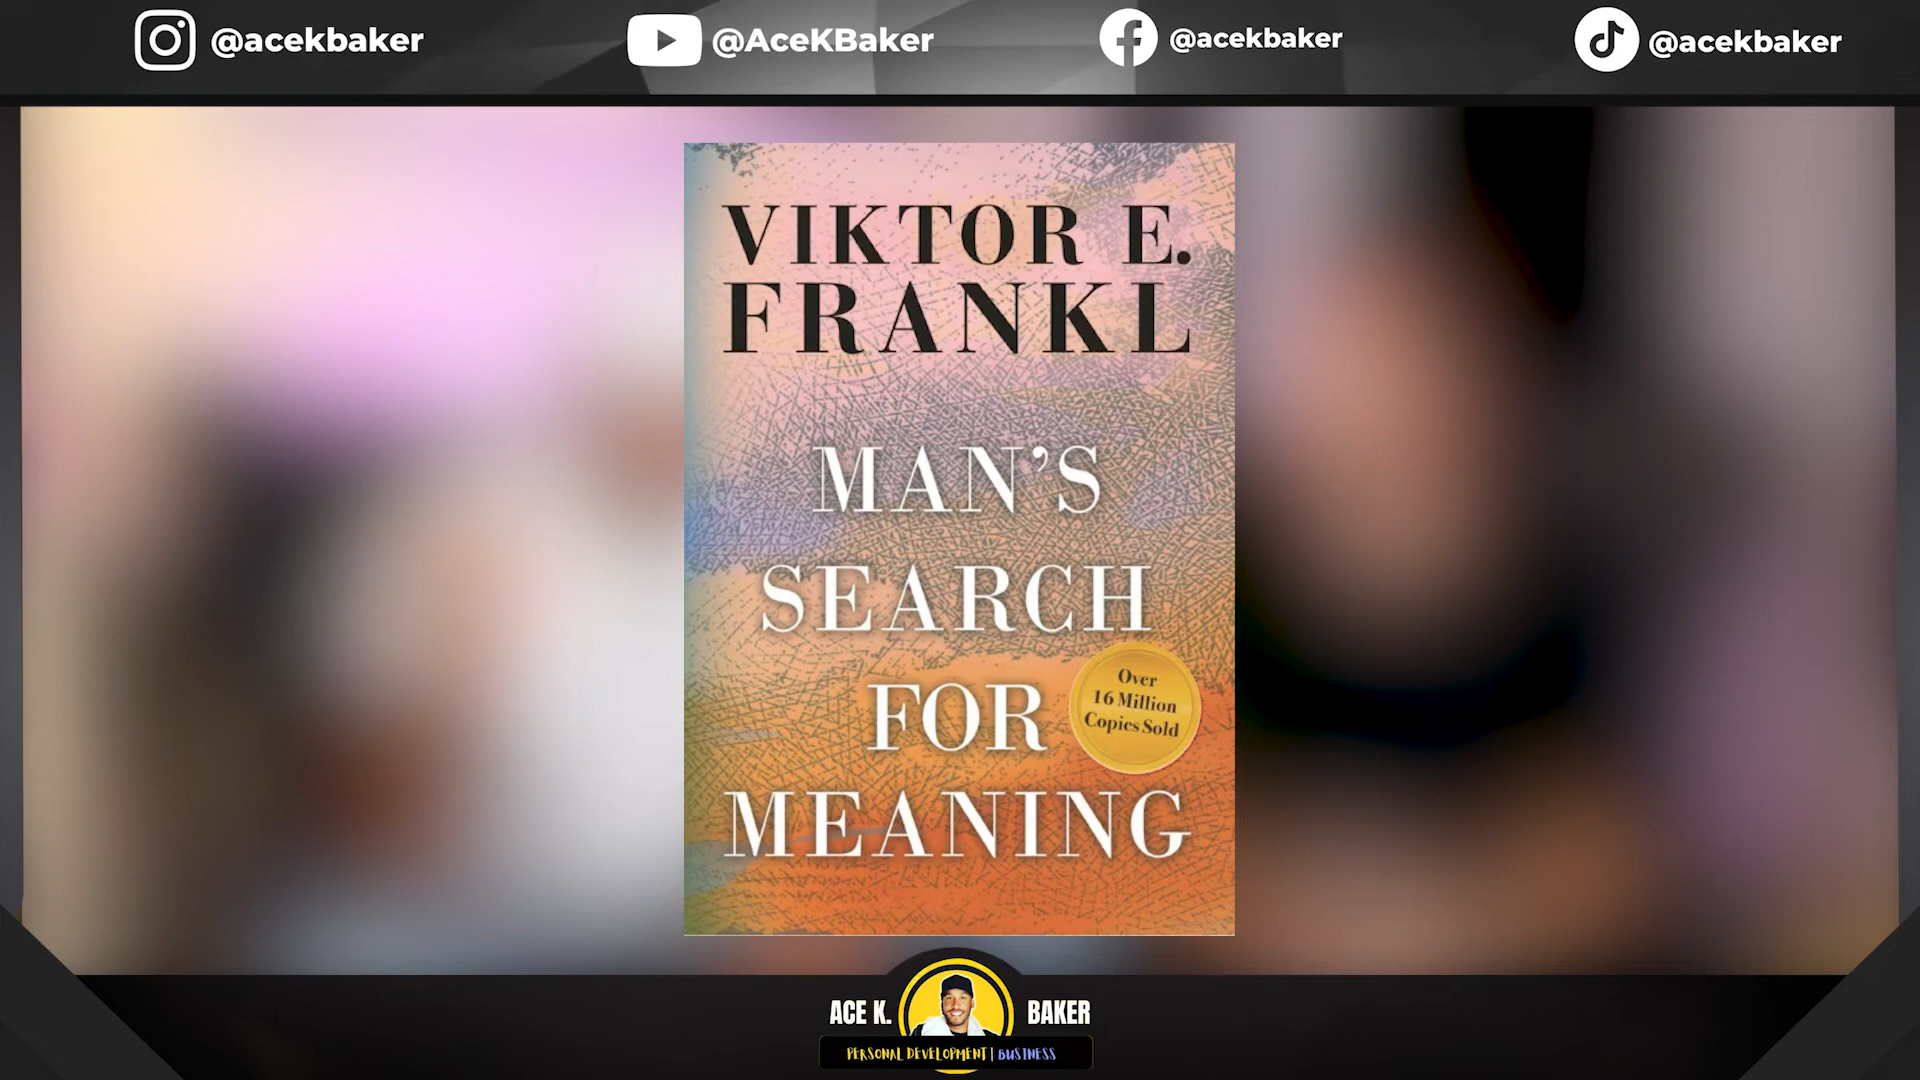 @acekbaker
@AceKBaker
@acekbaker
@acekbaker
VIKTOR E.
FRANKL
MAN’S
SEARCH
FOR
MEANING
Over
16 Million
Copies Sold
ACE K. BAKER
PERSONAL DEVELOPMENT | BUSINESS